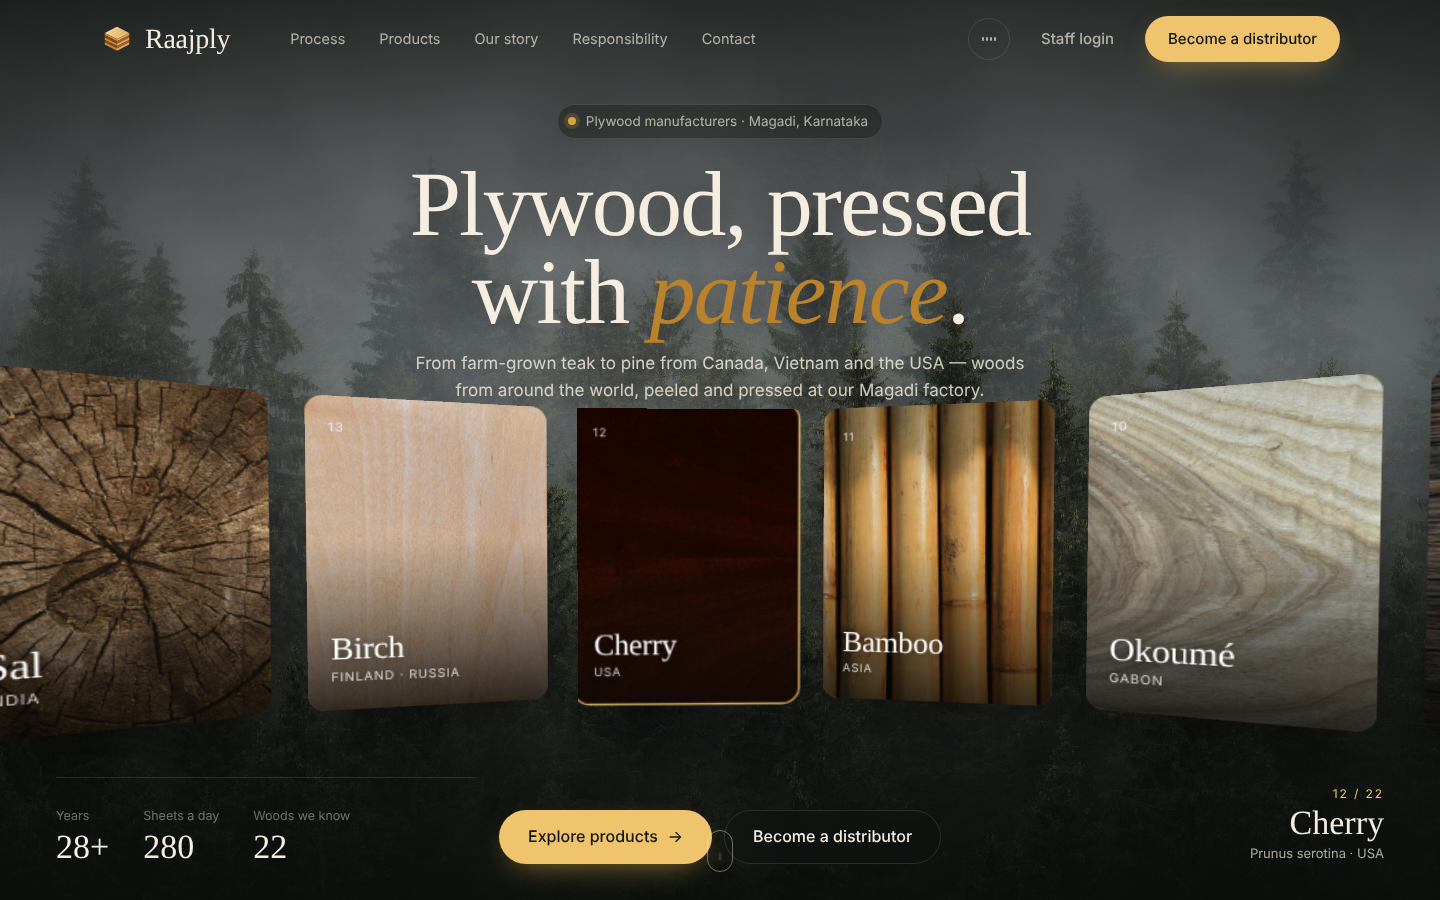 Raajply
Process
Products
Our story
Responsibility
Contact
Staff login
Become a distributor
Plywood manufacturers · Magadi, Karnataka
Plywood, pressed
with patience.
From farm-grown teak to pine from Canada, Vietnam and the USA — woods
from around the world, peeled and pressed at our Magadi factory.
Sal
NDIA
13
Birch
FINLAND · RUSSIA
12
Cherry
USA
11
Bamboo
ASIA
10
Okoumé
GABON
Years
28+
Sheets a day
280
Woods we know
22
Explore products →
Become a distributor
12 / 22
Cherry
Prunus serotina · USA